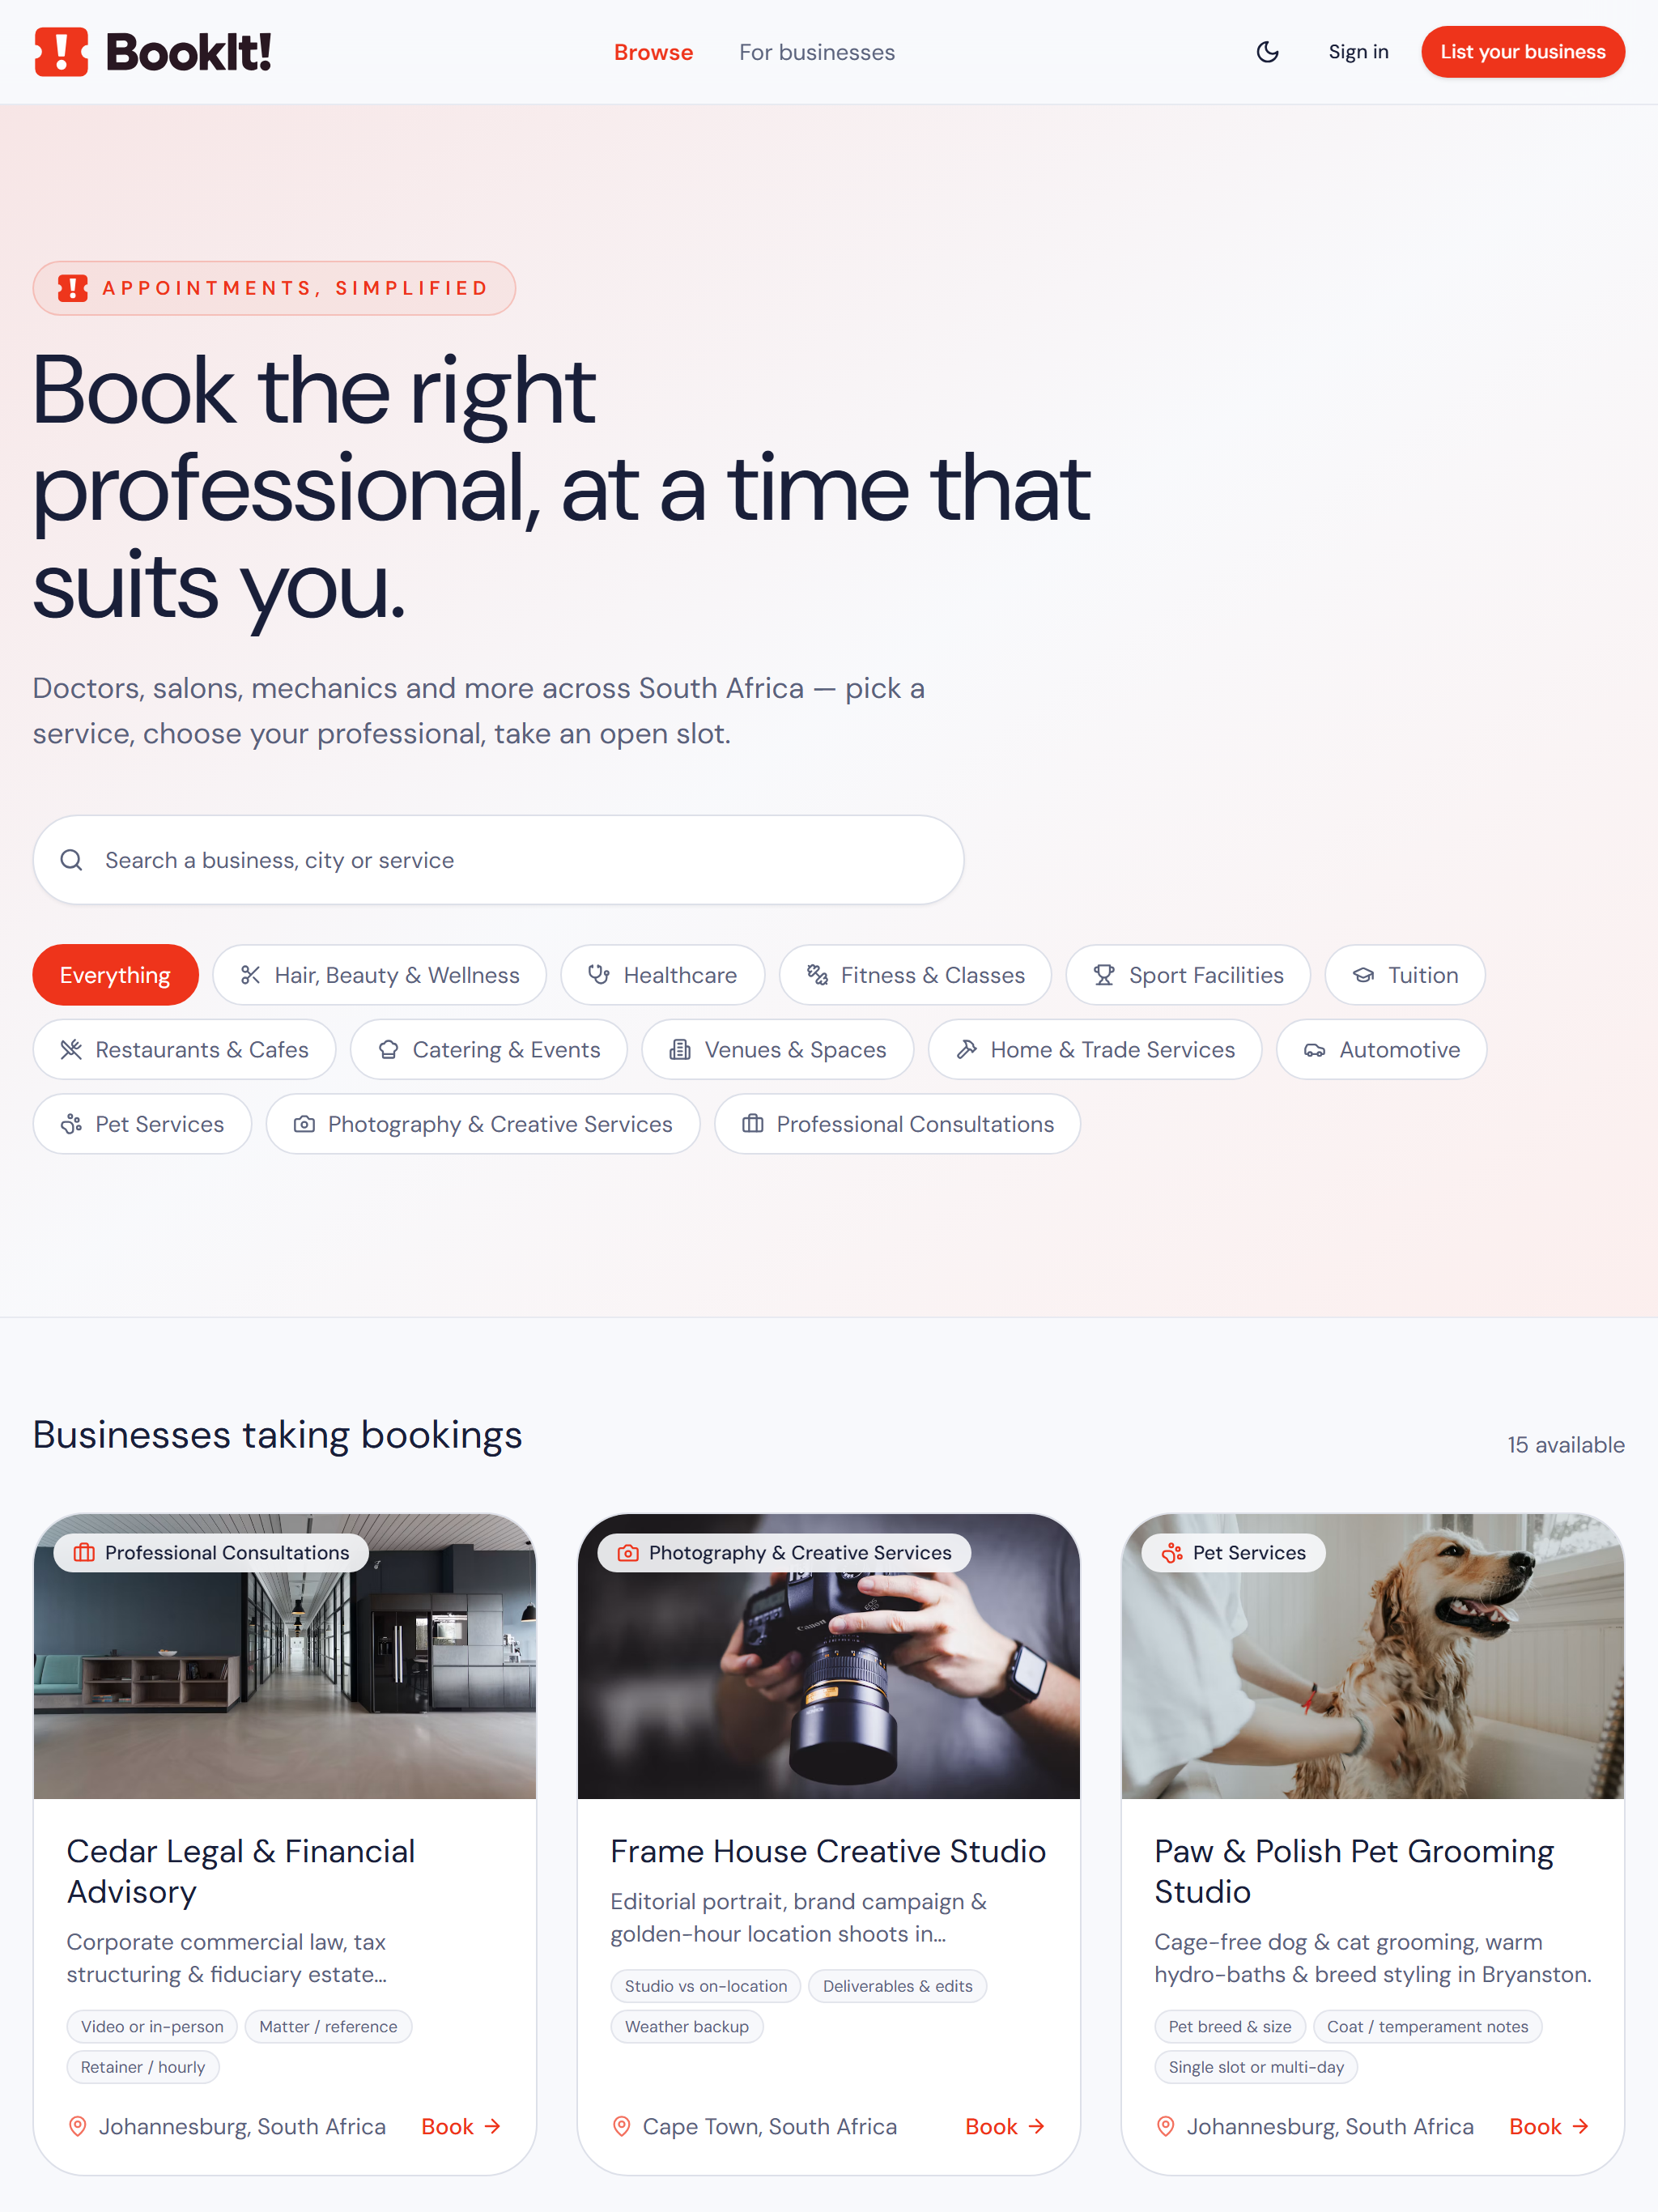 BookIt!
Browse
For businesses
Sign in
List your business
APPOINTMENTS, SIMPLIFIED
Book the right
professional, at a time that
suits you.
Doctors, salons, mechanics and more across South Africa — pick a
service, choose your professional, take an open slot.
Search a business, city or service
Everything
Hair, Beauty & Wellness
Healthcare
Fitness & Classes
Sport Facilities
Tuition
Restaurants & Cafes
Catering & Events
Venues & Spaces
Home & Trade Services
Automotive
Pet Services
Photography & Creative Services
Professional Consultations
Businesses taking bookings
15 available
Professional Consultations
Cedar Legal & Financial
Advisory
Corporate commercial law, tax
structuring & fiduciary estate...
Video or in-person
Matter / reference
Retainer / hourly
Johannesburg, South Africa
Book →
Photography & Creative Services
Canon
Frame House Creative Studio
Editorial portrait, brand campaign &
golden-hour location shoots in...
Studio vs on-location
Deliverables & edits
Weather backup
Cape Town, South Africa
Book →
Pet Services
Paw & Polish Pet Grooming
Studio
Cage-free dog & cat grooming, warm
hydro-baths & breed styling in Bryanston.
Pet breed & size
Coat / temperament notes
Single slot or multi-day
Johannesburg, South Africa
Book →